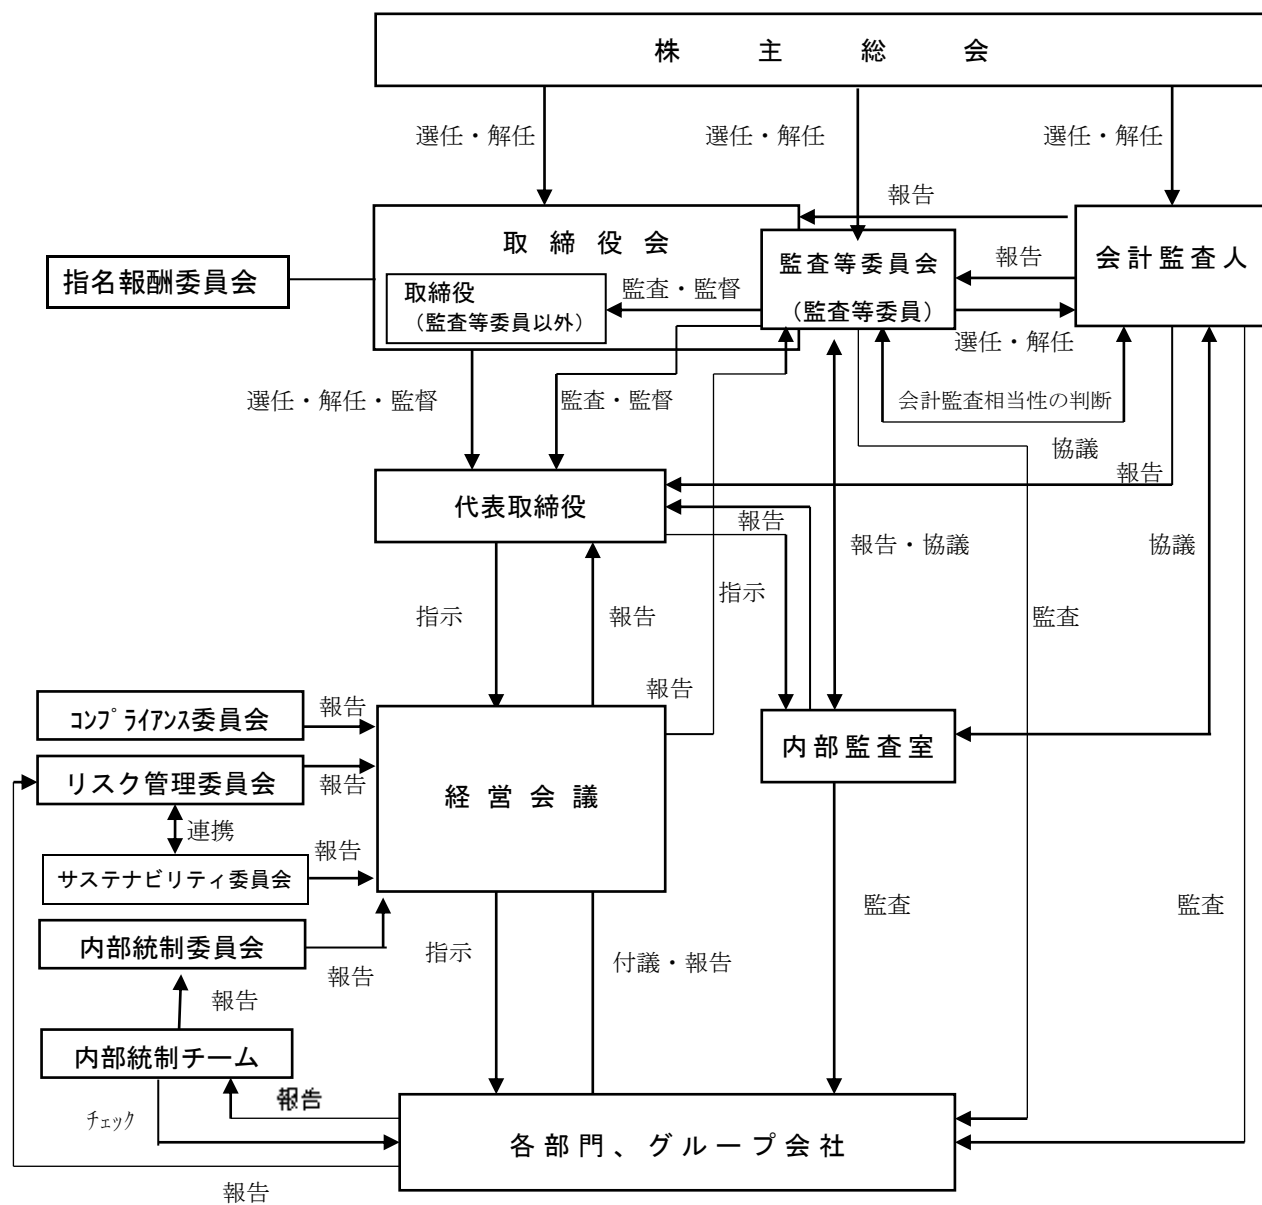 株主総会
選任・解任
選任・解任
選任・解任
報告
取締役会
監査等委員会
（監査等委員）
報告
会計監査人
指名報酬委員会
取締役
（監査等委員以外）
監査・監督
選任・解任
選任・解任・監督
監査・監督
会計監査相当性の判断
協議
報告
代表取締役
報告
報告・協議
協議
指示
報告
指示
監査
報告
コンプライアンス委員会
報告
内部監査室
リスク管理委員会
報告
経営会議
連携
報告
サステナビリティ委員会
監査
監査
内部統制委員会
指示
付議・報告
報告
報告
内部統制チーム
報告
チェック
各部門、グループ会社
報告